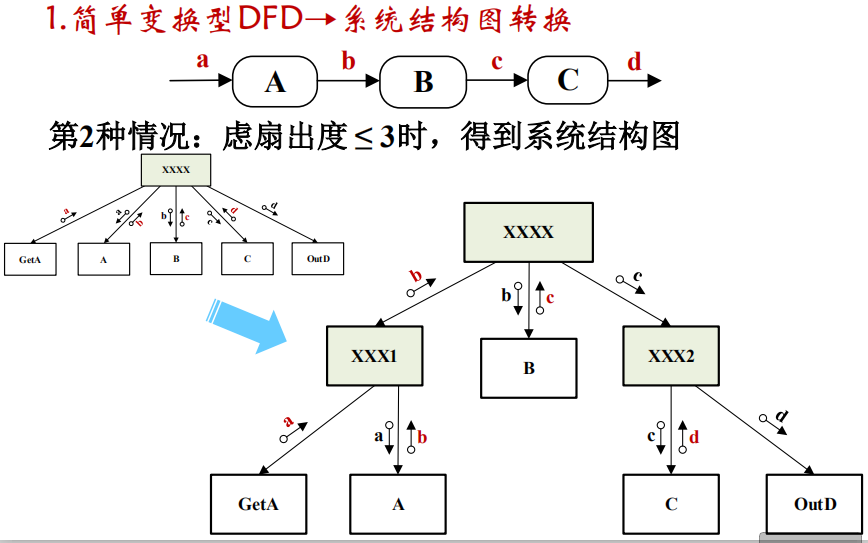 1.简单变换型DFD→系统结构图转换
a b c d
A B C
第2种情况：虑扇出度 ≤ 3时，得到系统结构图
XXXX
a a b b c c d d
GetA A B C OutD
XXXX
b b c c
XXX1 B XXX2
a a b c d d
GetA A C OutD